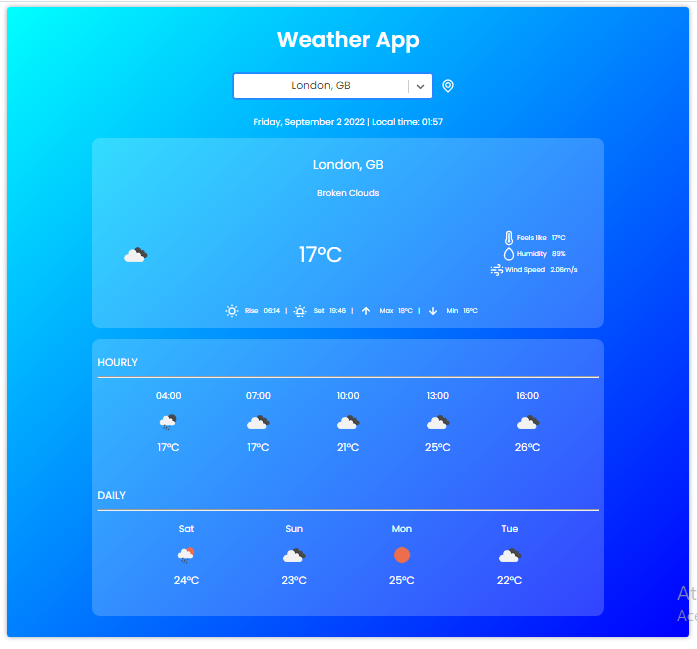 Weather App
London, GB
Friday, September 2 2022 | Local time: 01:57
London, GB
Broken Clouds
17°C
Feels like 17°C
Humidity 89%
Wind Speed 2.06m/s
Rise 06:14 | Set 19:46 | Max 18°C | Min 16°C
HOURLY
04:00 07:00 10:00 13:00 16:00
17°C 17°C 21°C 25°C 26°C
DAILY
Sat Sun Mon Tue
24°C 23°C 25°C 22°C
At
Ace